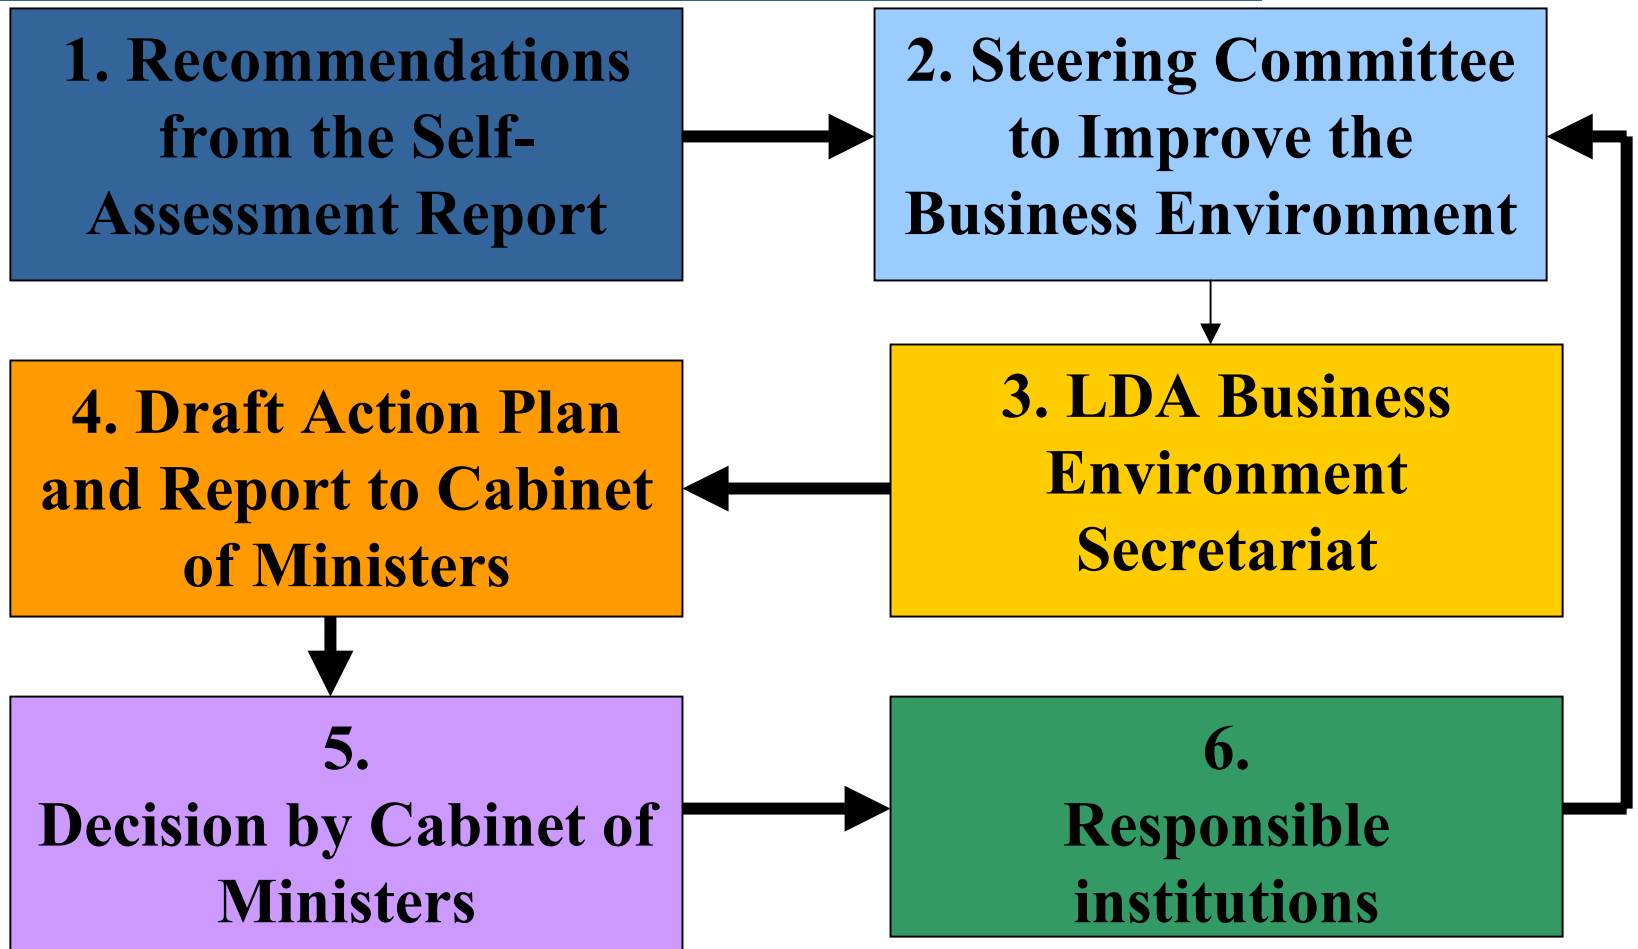 1. Recommendations
from the Self-
Assessment Report
2. Steering Committee
to Improve the
Business Environment
3. LDA Business
Environment
Secretariat
4. Draft Action Plan
and Report to Cabinet
of Ministers
5.
Decision by Cabinet of
Ministers
6.
Responsible
institutions